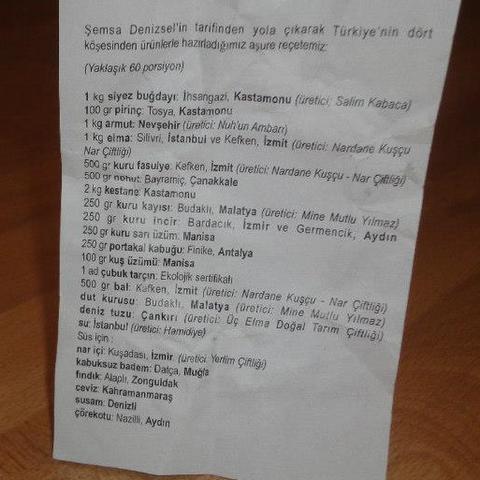 Şemsa Denizsel'in tarifinden yola çıkarak Türkiye'nin dört
köşesinden ürünlerle hazırladığımız aşure reçetemiz:
(Yaklaşık 60 porsiyon)
1 kg siyez buğdayı: İhsangazi, Kastamonu (üretici: Salim Kabaca)
100 gr pirinç: Tosya, Kastamonu
1 kg armut: Nevşehir (üretici: Nuh'un Ambarı)
1 kg elma: Silivri, İstanbul ve Kefken, İzmit (üretici: Nardane Kuşçu
Nar Çiftliği)
500 gr kuru fasulye: Kefken, İzmit (üretici: Nardane Kuşçu - Nar Çiftliği)
500 gr nohut: Bayramiç, Çanakkale
2 kg kestane: Kastamonu
250 gr kuru kayısı: Budaklı, Malatya (üretici: Mine Mutlu Yılmaz)
250 gr kuru incir: Bardacık, İzmir ve Germencik, Aydın
250 gr kuru sarı üzüm: Manisa
250 gr portakal kabuğu: Finike, Antalya
100 gr kuş üzümü: Manisa
1 ad çubuk tarçın: Ekolojik sertifikalı
500 gr bal: Kefken, İzmit (üretici: Nardane Kuşçu - Nar Çiftliği)
dut kurusu: Budaklı, Malatya (üretici: Mine Mutlu Yılmaz)
deniz tuzu: Çankırı (üretici: Üç Elma Doğal Tarım Çiftliği)
su: İstanbul (üretici: Hamidiye)
Süs için :
nar içi: Kuşadası, İzmir (üretici: Yerlim Çiftliği)
kabuksuz badem: Datça, Muğla
fındık: Alaplı, Zonguldak
ceviz: Kahramanmaraş
susam: Denizli
çörekotu: Nazilli, Aydın